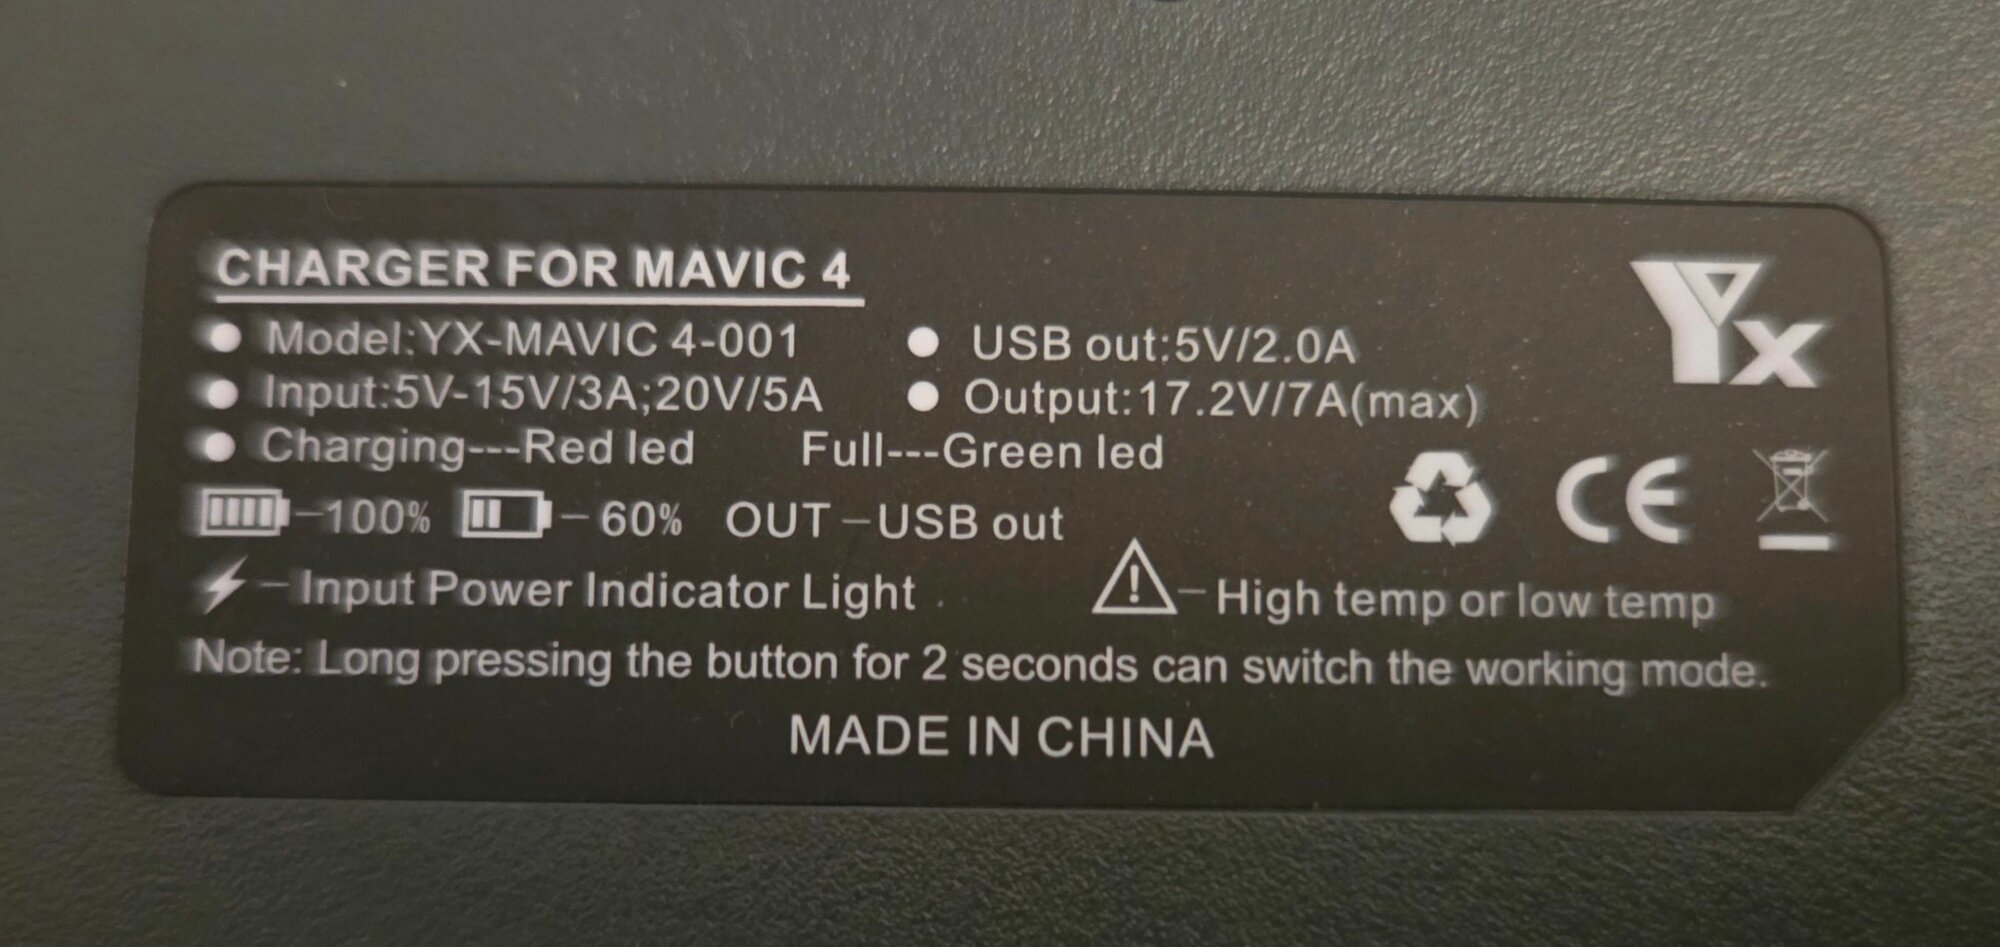 CHARGER FOR MAVIC 4
Yx
Model:YX-MAVIC 4-001
USB out:5V/2.0A
Input:5V-15V/3A;20V/5A
Output:17.2V/7A(max)
Charging---Red led Full---Green led
–100% – 60% OUT –USB out
CE
– Input Power Indicator Light
– High temp or low temp
Note: Long pressing the button for 2 seconds can switch the working mode.
MADE IN CHINA